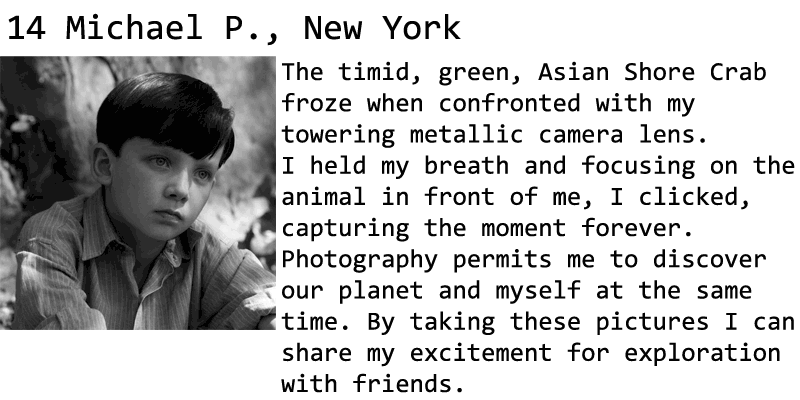 14 Michael P., New York
The timid, green, Asian Shore Crab
froze when confronted with my
towering metallic camera lens.
I held my breath and focusing on the
animal in front of me, I clicked,
capturing the moment forever.
Photography permits me to discover
our planet and myself at the same
time. By taking these pictures I can
share my excitement for exploration
with friends.